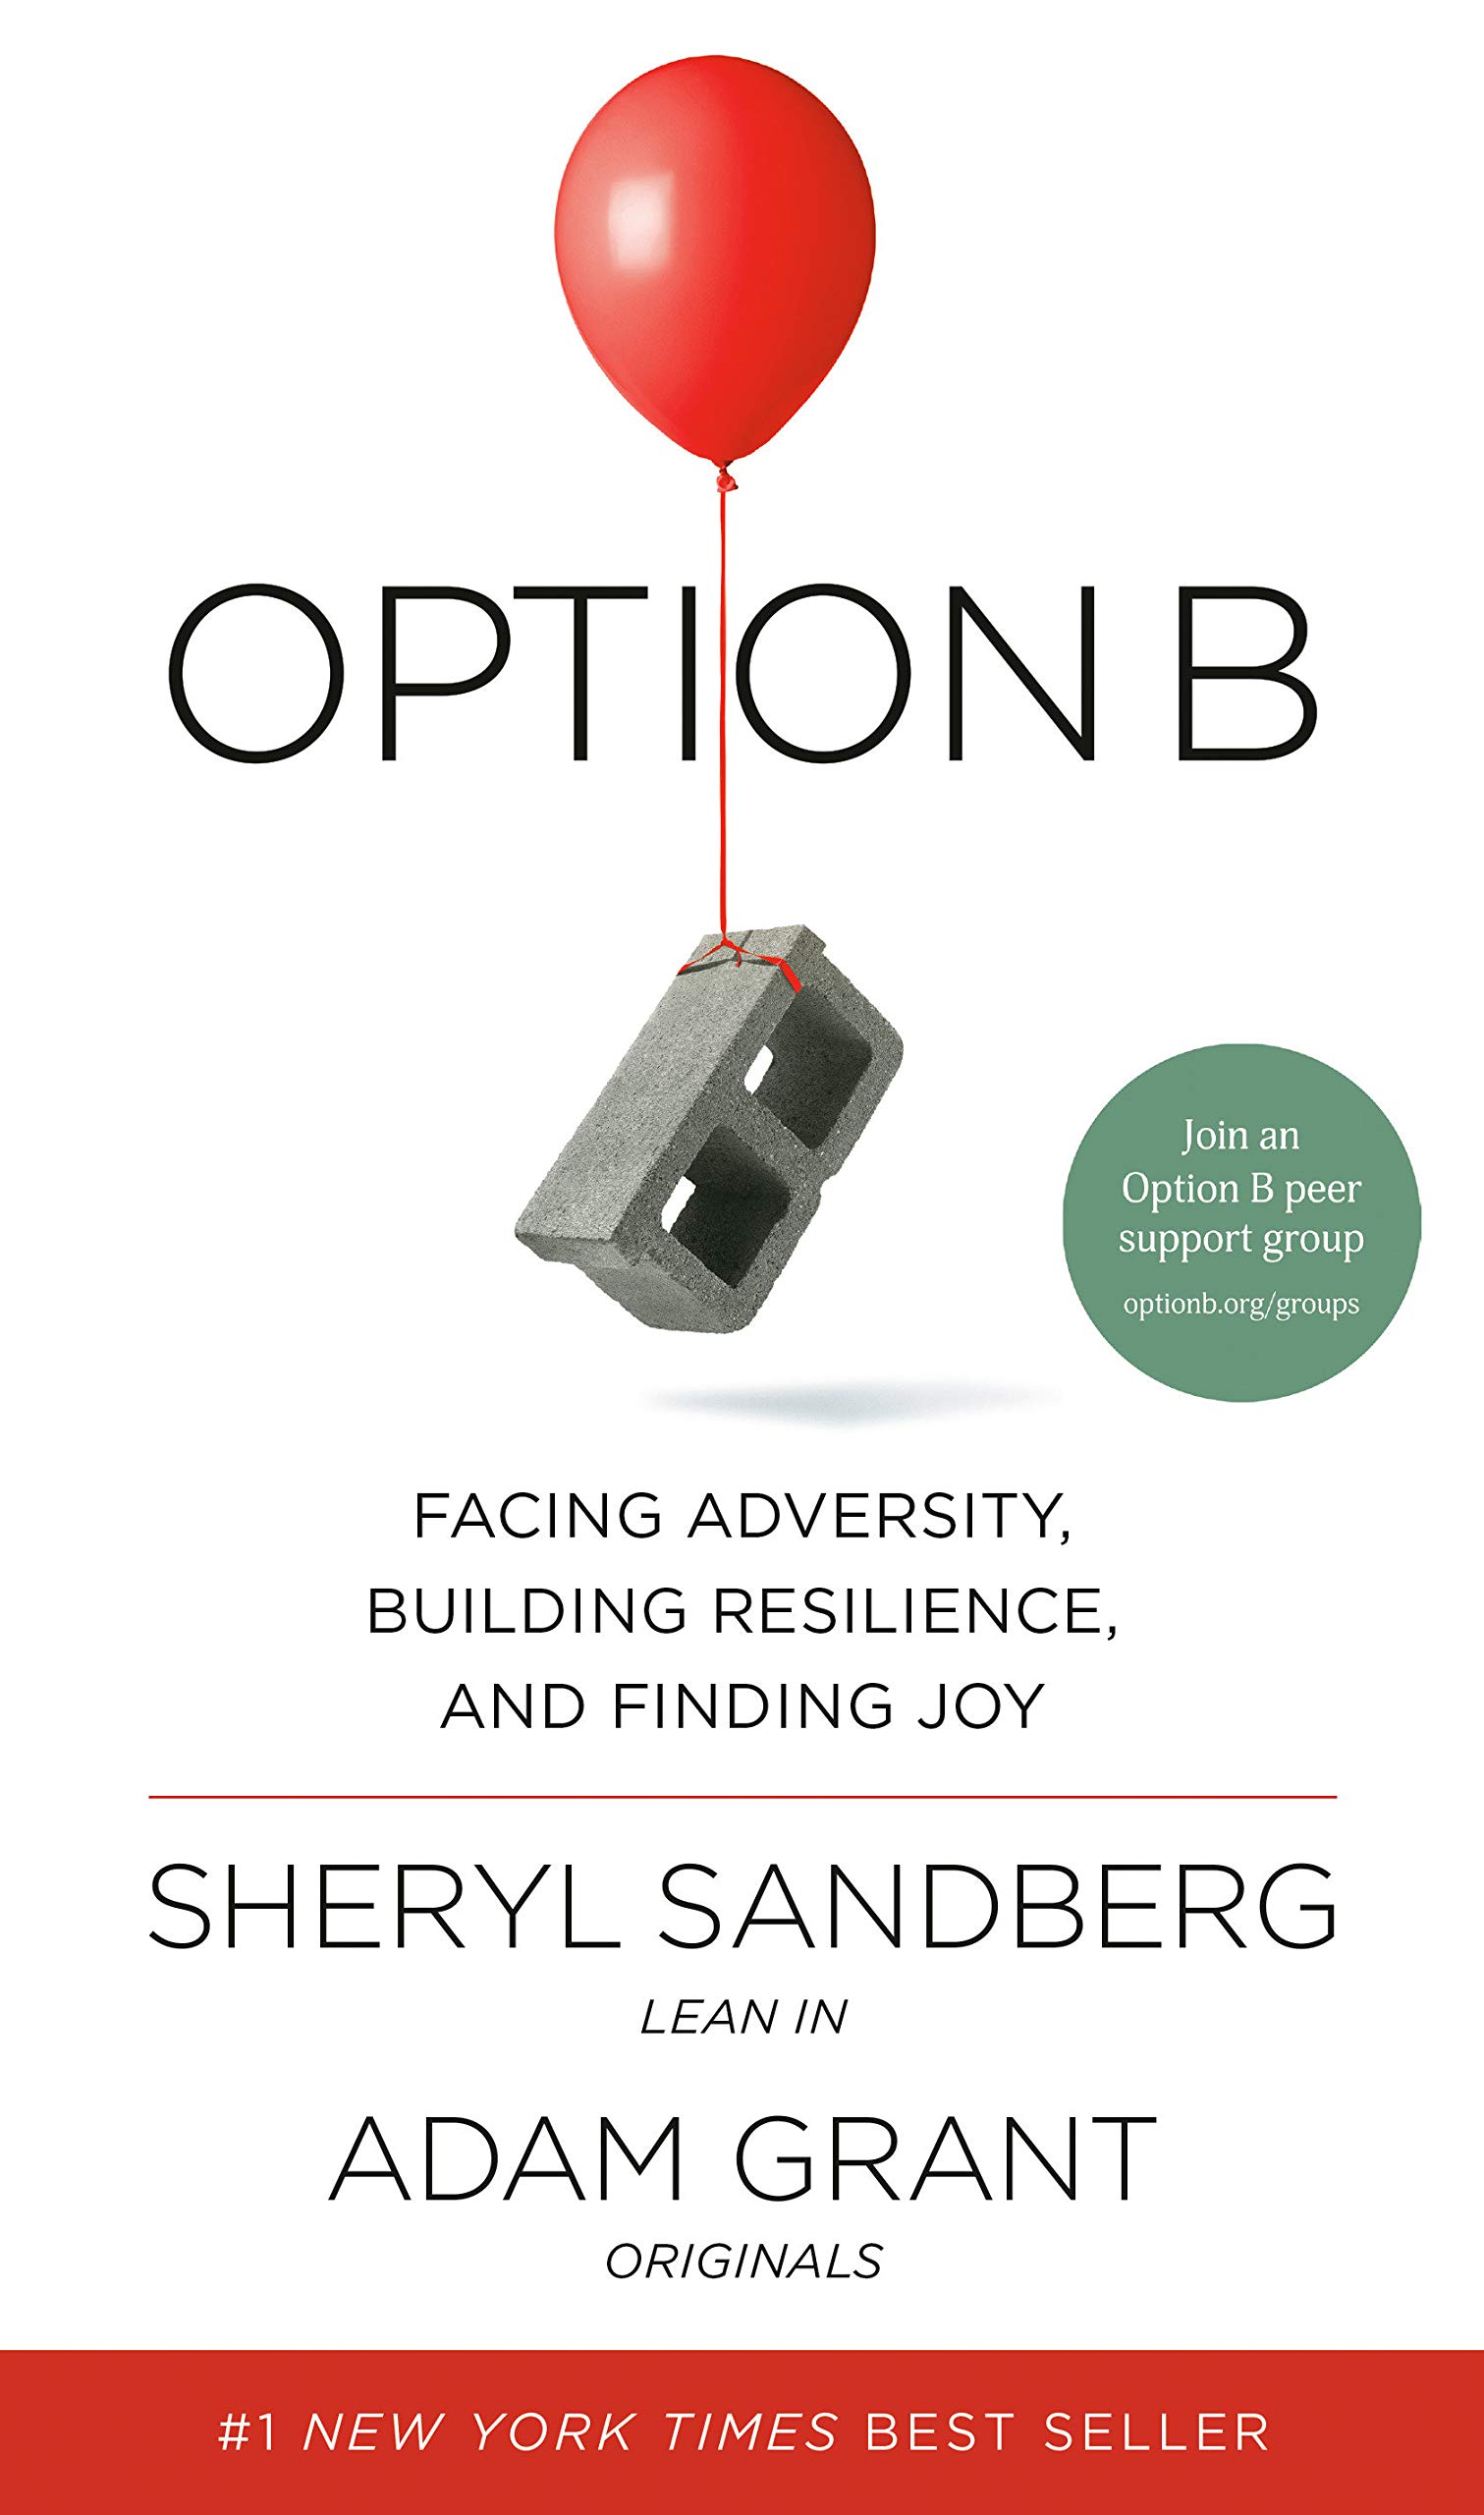 OPTION B
Join an
Option B peer
support group
optionb.org/groups
FACING ADVERSITY,
BUILDING RESILIENCE,
AND FINDING JOY
SHERYL SANDBERG
LEAN IN
ADAM GRANT
ORIGINALS
#1 NEW YORK TIMES BEST SELLER